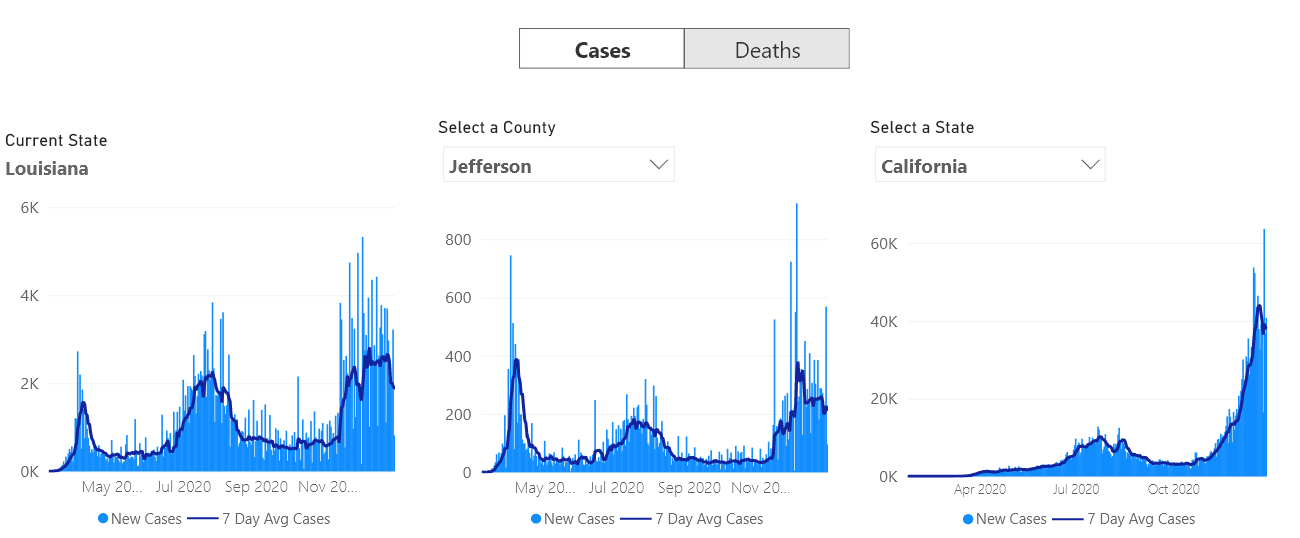 Cases Deaths
Current State
Louisiana
6K
4K
2K
0K
May 20... Jul 2020 Sep 2020 Nov 20...
New Cases 7 Day Avg Cases
Select a County
Jefferson
800
600
400
200
0
May 20... Jul 2020 Sep 2020 Nov 20...
New Cases 7 Day Avg Cases
Select a State
California
60K
40K
20K
0K
Apr 2020 Jul 2020 Oct 2020
New Cases 7 Day Avg Cases